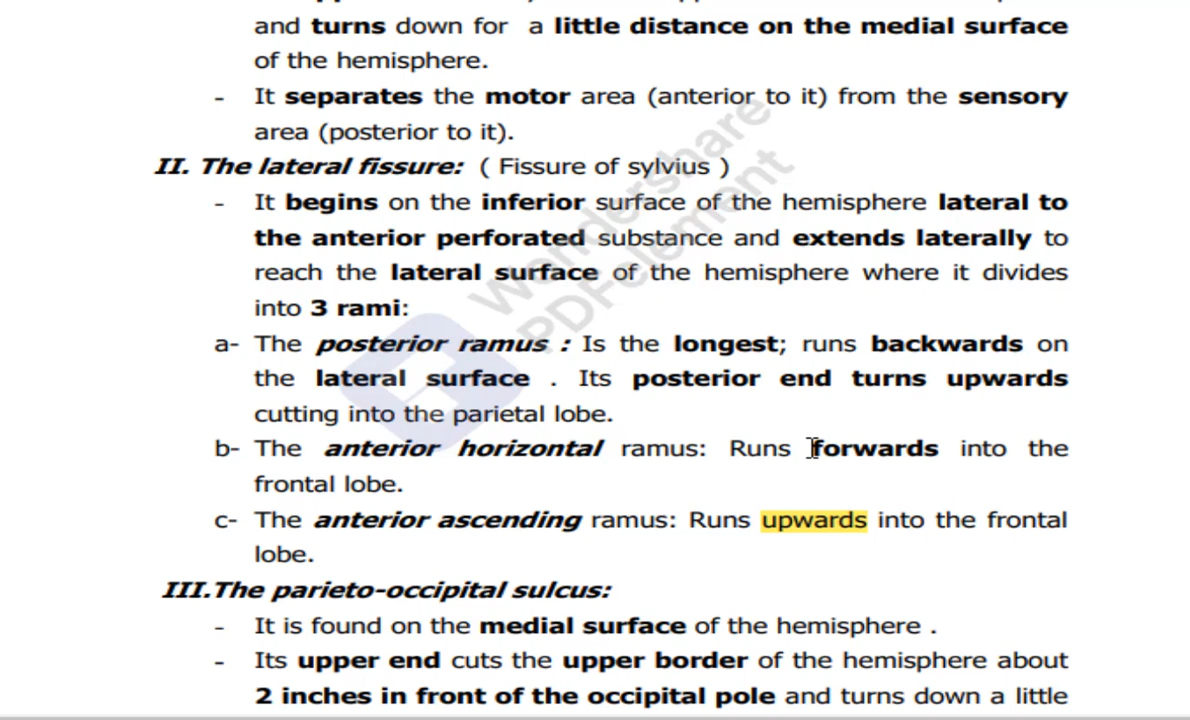 and turns down for a little distance on the medial surface
of the hemisphere.
- It separates the motor area (anterior to it) from the sensory
area (posterior to it).
II. The lateral fissure: ( Fissure of sylvius )
- It begins on the inferior surface of the hemisphere lateral to
the anterior perforated substance and extends laterally to
reach the lateral surface of the hemisphere where it divides
into 3 rami:
a- The posterior ramus : Is the longest; runs backwards on
the lateral surface . Its posterior end turns upwards
cutting into the parietal lobe.
b- The anterior horizontal ramus: Runs forwards into the
frontal lobe.
c- The anterior ascending ramus: Runs upwards into the frontal
lobe.
III.The parieto-occipital sulcus:
- It is found on the medial surface of the hemisphere .
- Its upper end cuts the upper border of the hemisphere about
2 inches in front of the occipital pole and turns down a little
Wondershare
PDFelement